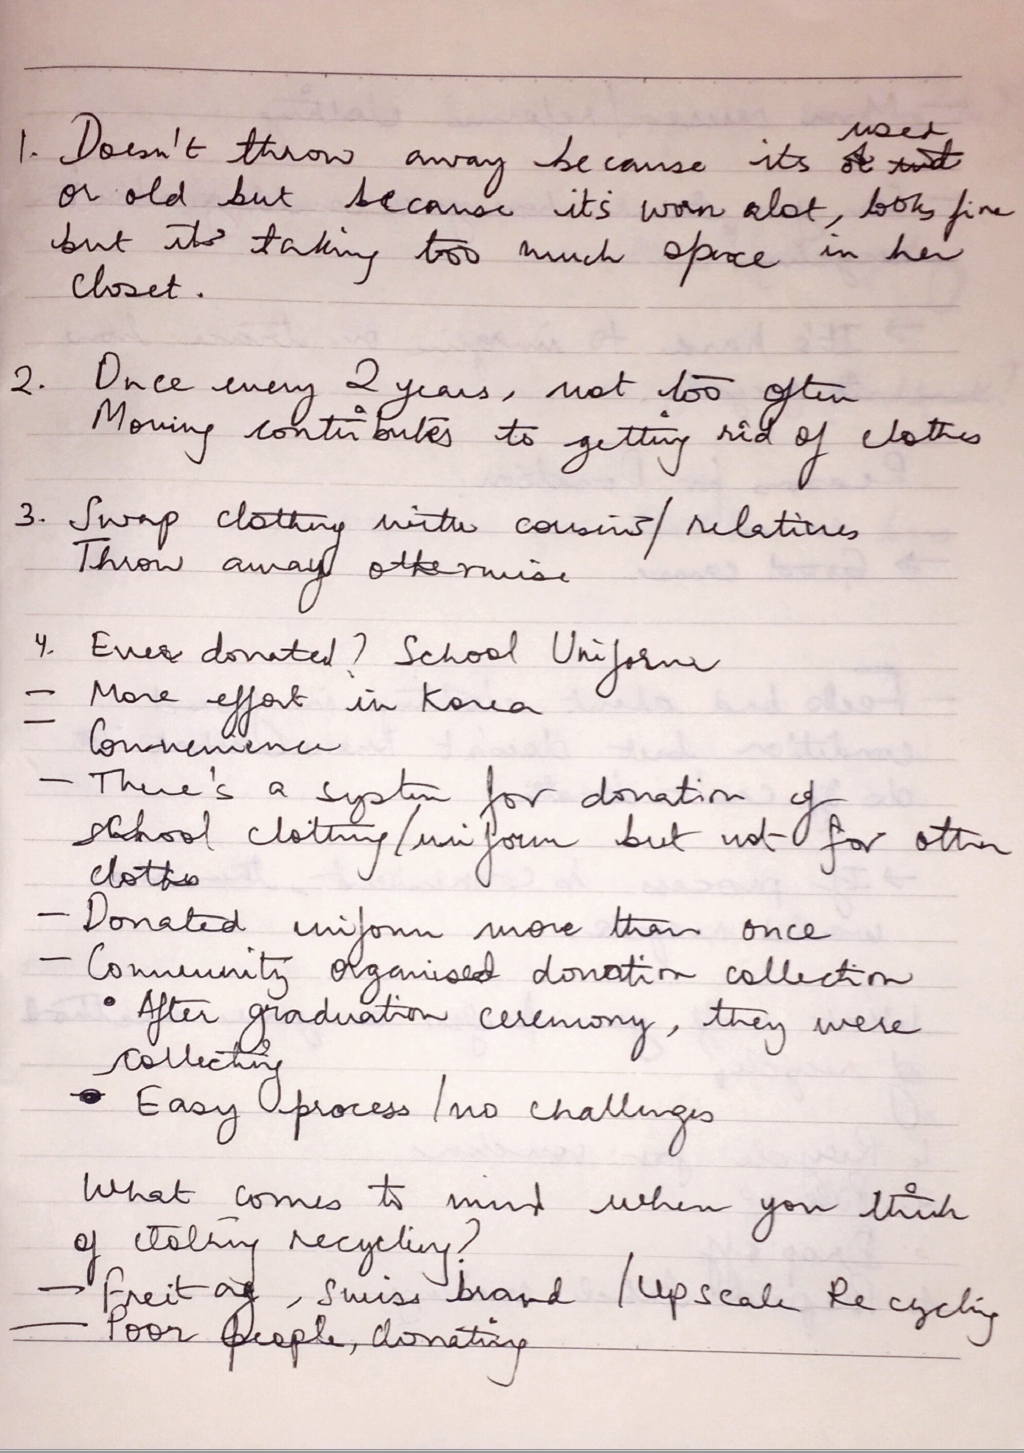 1. Doesn't throw away because its used
or old but because it's worn alot, looks fine
but its taking too much space in her
closet.
2. Once every 2 years, not too often
Moving contributes to getting rid of clothes
3. Swap clothing with cousins/relatives
Throw away otherwise
4. Ever donated? School Uniform
- More effort in Korea
- Convenience
- There's a system for donation of
school clothing/uniform but not for other
clothes
- Donated uniform more than once
- Community organised donation collection
• After graduation ceremony, they were
collecting
• Easy process/no challenges
What comes to mind when you think
of clothing recycling?
- Freitag, Swiss brand/Upscale Recycling
- Poor people, donating